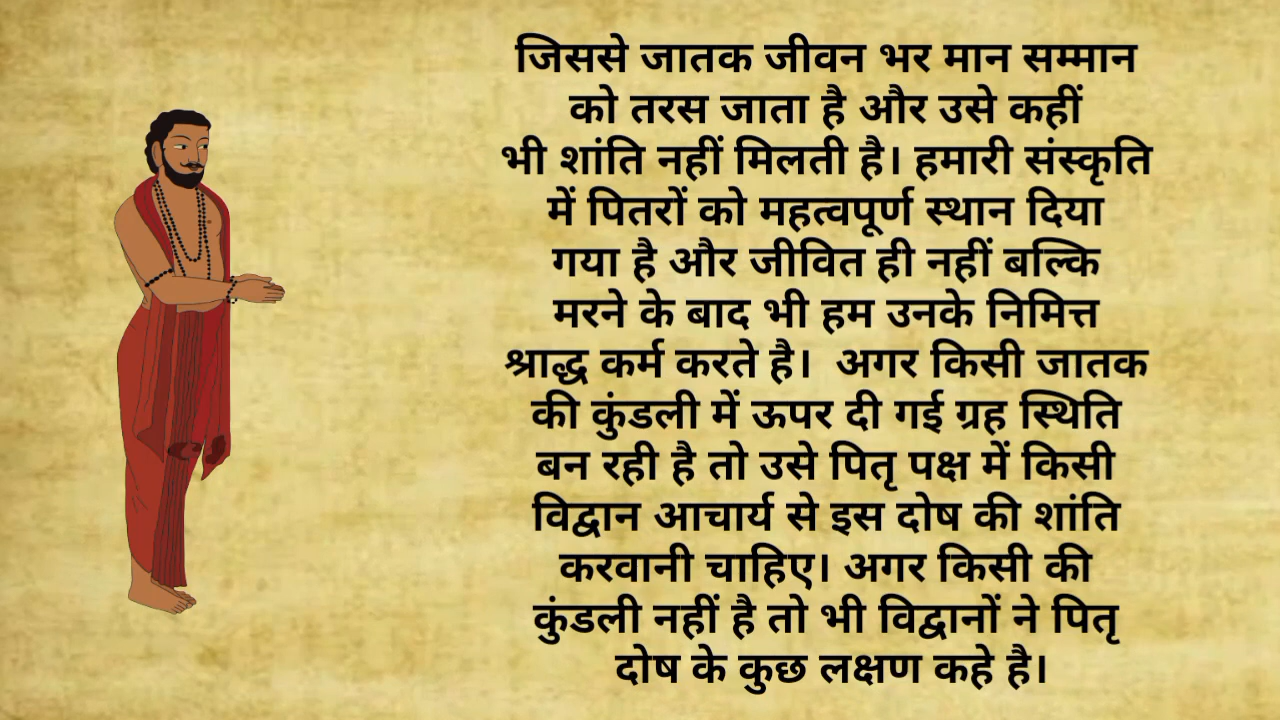 जिससे जातक जीवन भर मान सम्मान
को तरस जाता है और उसे कहीं
भी शांति नहीं मिलती है। हमारी संस्कृति
में पितरों को महत्वपूर्ण स्थान दिया
गया है और जीवित ही नहीं बल्कि
मरने के बाद भी हम उनके निमित्त
श्राद्ध कर्म करते है।  अगर किसी जातक
की कुंडली में ऊपर दी गई ग्रह स्थिति
बन रही है तो उसे पितृ पक्ष में किसी
विद्वान आचार्य से इस दोष की शांति
करवानी चाहिए। अगर किसी की
कुंडली नहीं है तो भी विद्वानों ने पितृ
दोष के कुछ लक्षण कहे है।